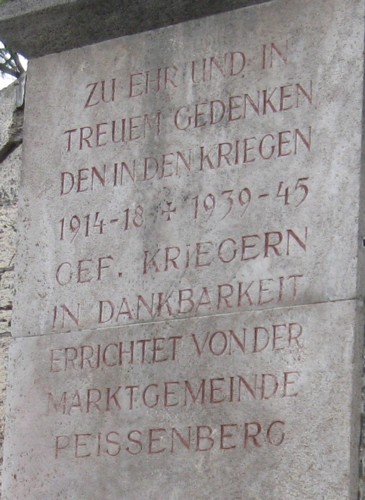 ZU EHR UND IN
TREUEM GEDENKEN
DEN IN DEN KRIEGEN
1914-18 ✠ 1939-45
GEF. KRIEGERN
IN DANKBARKEIT
ERRICHTET VON DER
MARKTGEMEINDE
PEISSENBERG